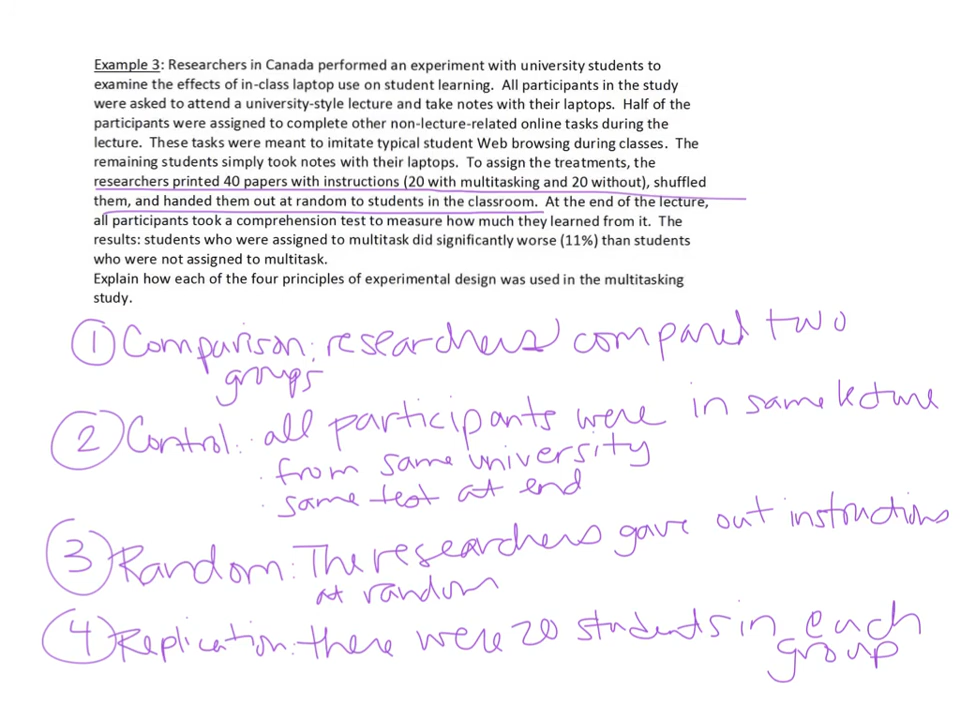 Example 3: Researchers in Canada performed an experiment with university students to
examine the effects of in-class laptop use on student learning. All participants in the study
were asked to attend a university-style lecture and take notes with their laptops. Half of the
participants were assigned to complete other non-lecture-related online tasks during the
lecture. These tasks were meant to imitate typical student Web browsing during classes. The
remaining students simply took notes with their laptops. To assign the treatments, the
researchers printed 40 papers with instructions (20 with multitasking and 20 without), shuffled
them, and handed them out at random to students in the classroom. At the end of the lecture,
all participants took a comprehension test to measure how much they learned from it. The
results: students who were assigned to multitask did significantly worse (11%) than students
who were not assigned to multitask.
Explain how each of the four principles of experimental design was used in the multitasking
study.
① Comparison: researchers compared two
groups
② Control: · all participants were in same lecture
· from same university
· same test at end
③ Random: The researchers gave out instructions
at random
④ Replication: there were 20 students in each
group